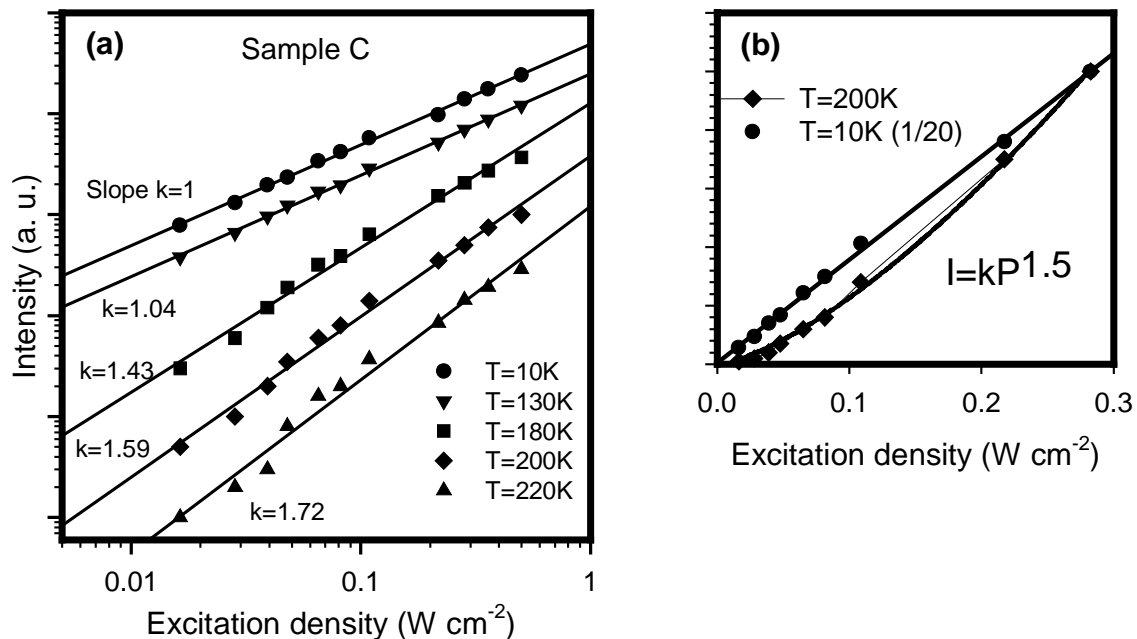 (a)
Sample C
Slope k=1
k=1.04
k=1.43
k=1.59
k=1.72
T=10K
T=130K
T=180K
T=200K
T=220K
Intensity (a. u.)
0.01 0.1 1
Excitation density (W cm⁻²)
(b)
T=200K
T=10K (1/20)
I=kP¹·⁵
0.0 0.1 0.2 0.3
Excitation density (W cm⁻²)